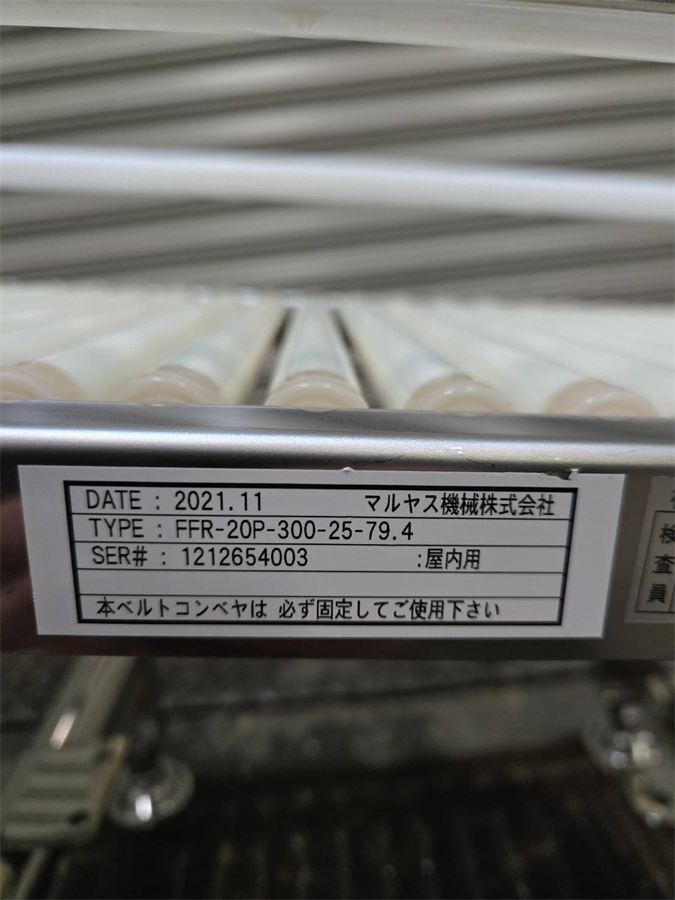 DATE : 2021.11 マルヤス機械株式会社
TYPE : FFR-20P-300-25-79.4
SER# : 1212654003 :屋内用
本ベルトコンベヤは 必ず固定してご使用下さい
検査員